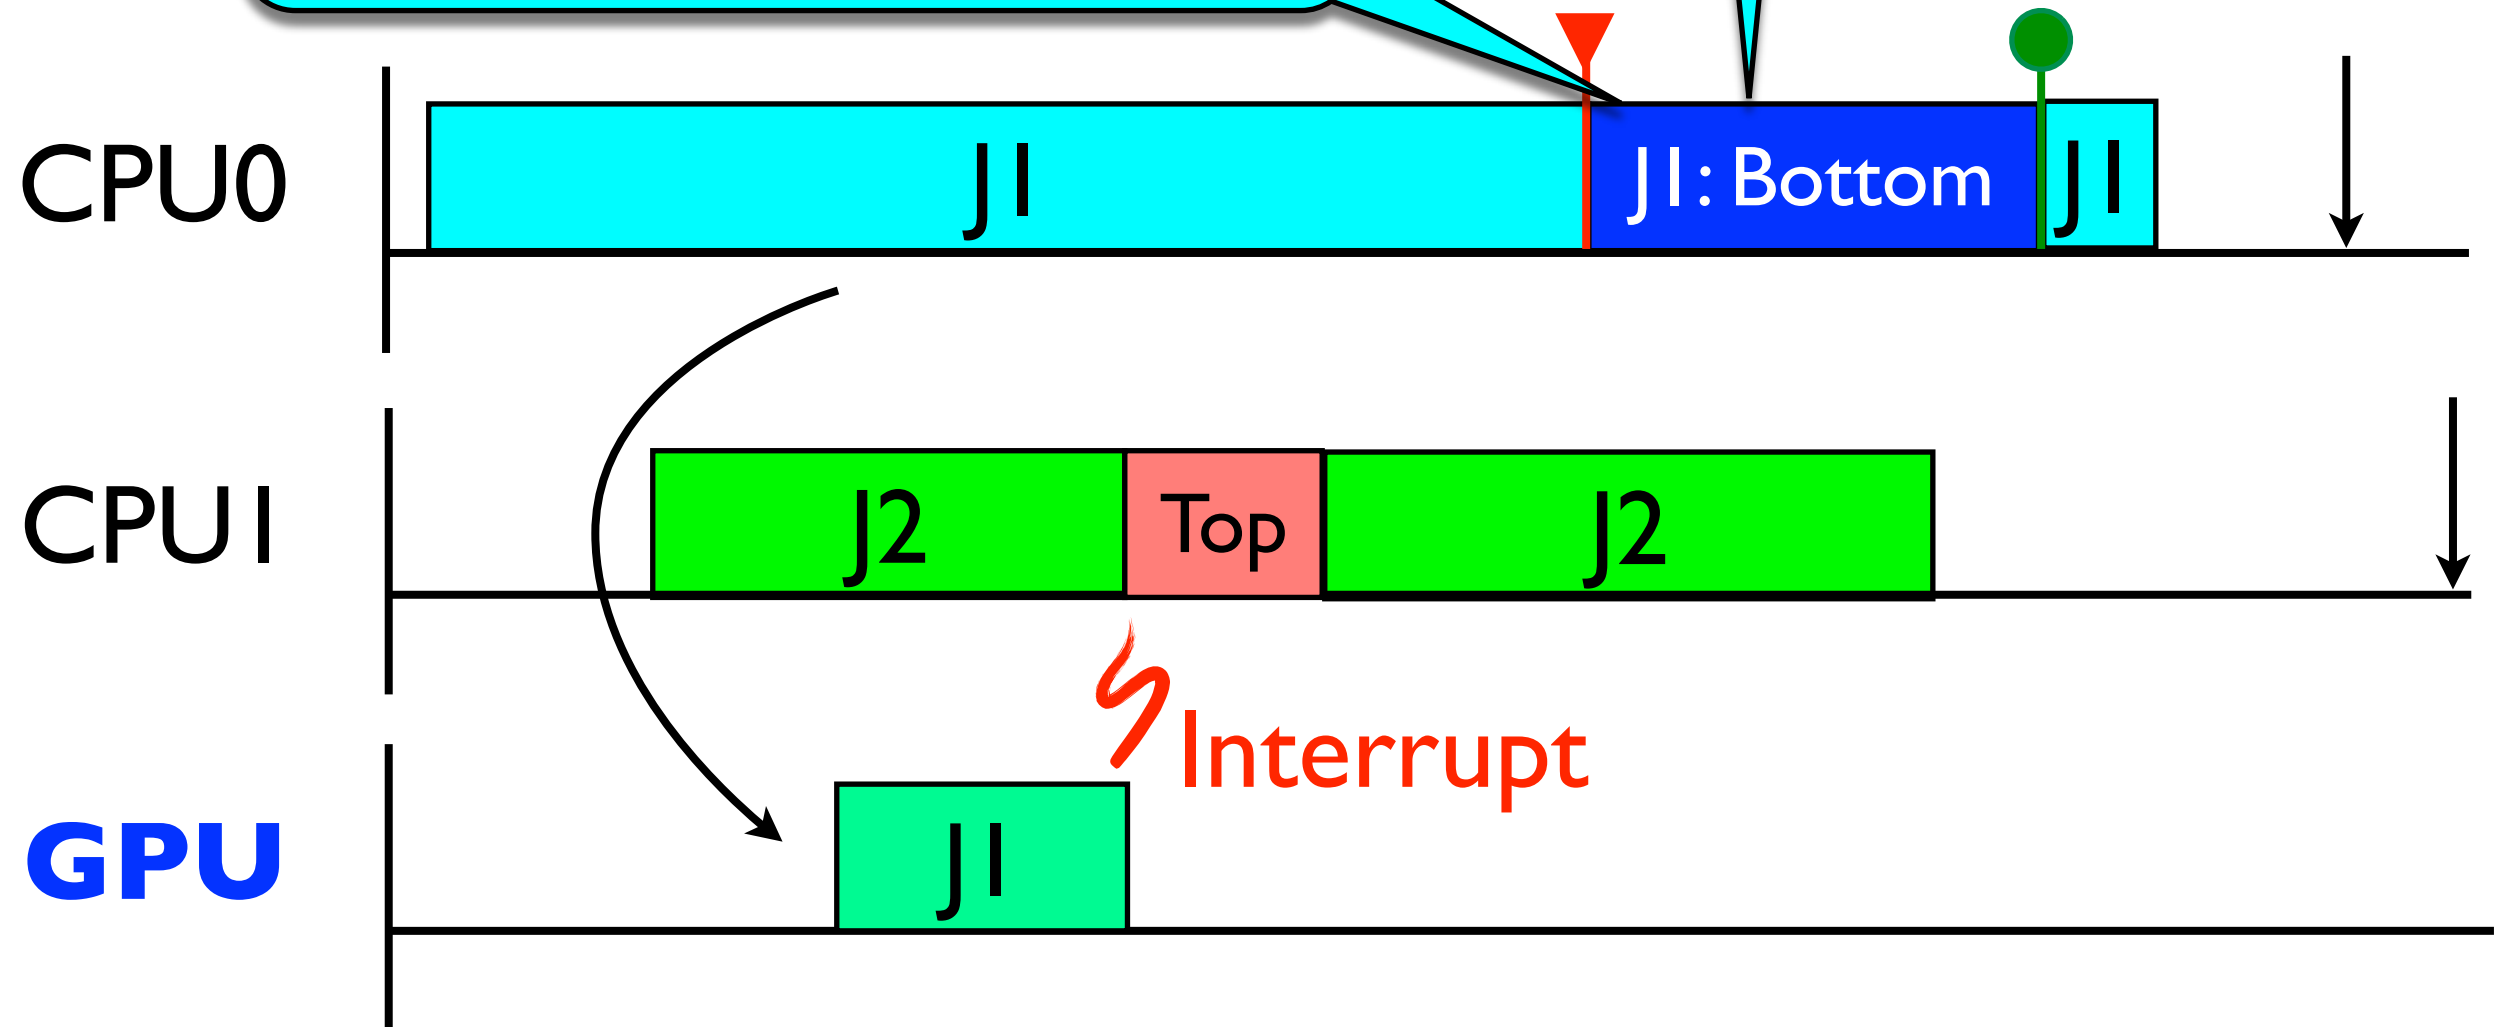 CPU0
J1
J1: Bottom
J1
CPU1
J2
Top
J2
Interrupt
GPU
J1